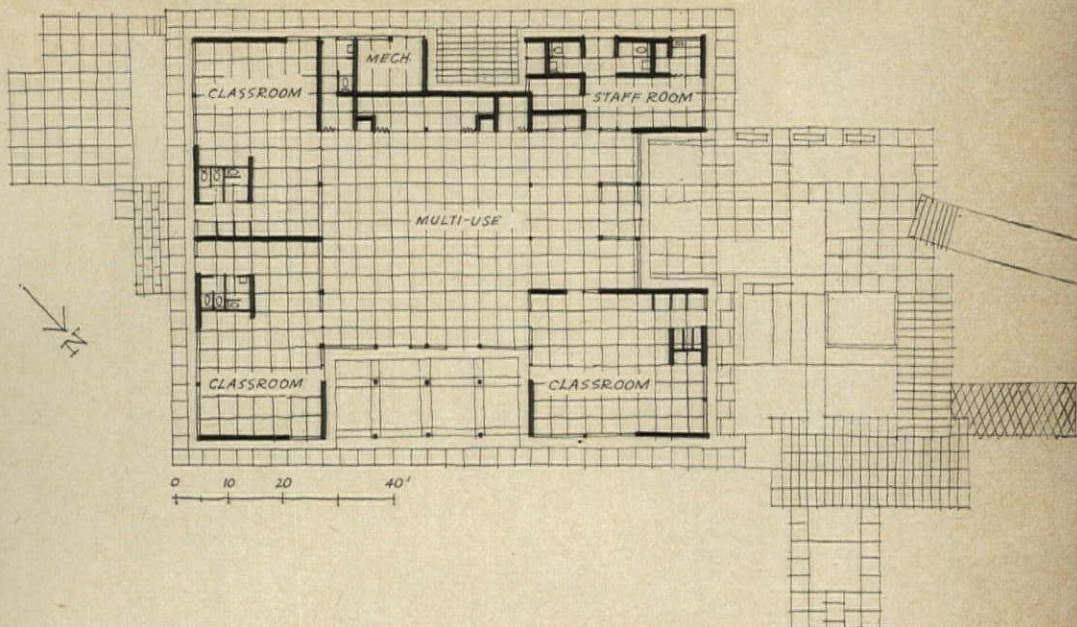 MECH
CLASSROOM
STAFF ROOM
MULTI-USE
N
CLASSROOM
CLASSROOM
0 10 20 40'